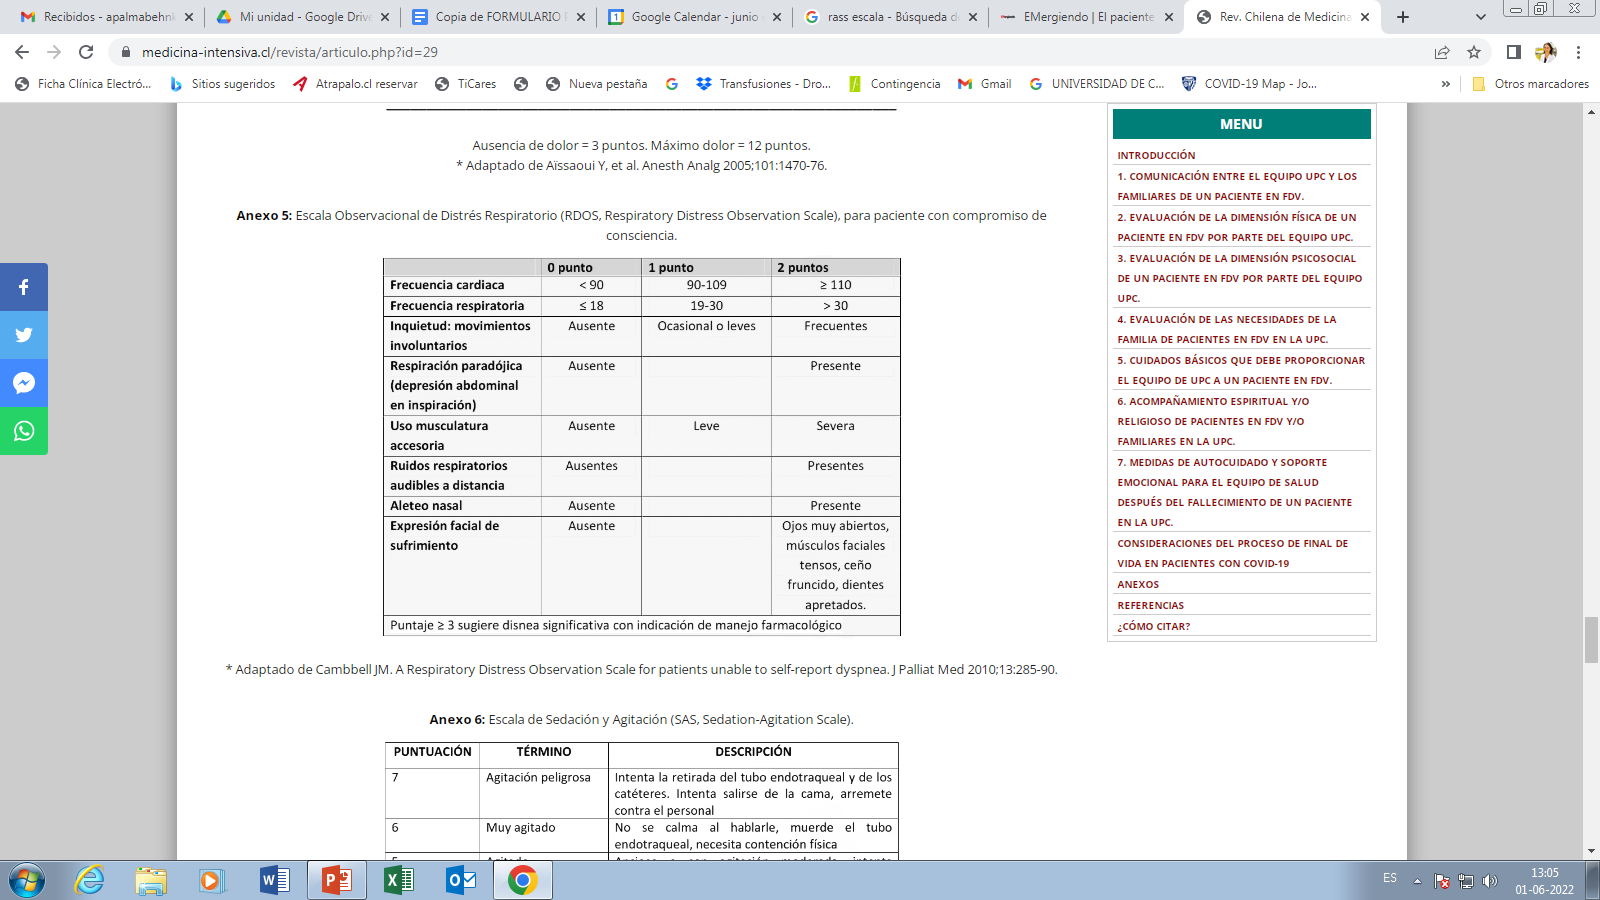 Recibidos - apalmabehnk
Mi unidad - Google Drive
Copia de FORMULARIO
Google Calendar - junio
rass escala - Búsqueda d
EMergiendo | El paciente
Rev. Chilena de Medicina
medicina-intensiva.cl/revista/articulo.php?id=29
Ficha Clínica Electró...
Sitios sugeridos
Atrapalo.cl reservar
TiCares
Nueva pestaña
Transfusiones - Dro...
Contingencia
Gmail
UNIVERSIDAD DE C...
COVID-19 Map - Jo...
»
Otros marcadores
Ausencia de dolor = 3 puntos. Máximo dolor = 12 puntos.
* Adaptado de Aïssaoui Y, et al. Anesth Analg 2005;101:1470-76.
Anexo 5: Escala Observacional de Distrés Respiratorio (RDOS, Respiratory Distress Observation Scale), para paciente con compromiso de
consciencia.
0 punto 1 punto 2 puntos
Frecuencia cardiaca < 90 90-109 ≥ 110
Frecuencia respiratoria ≤ 18 19-30 > 30
Inquietud: movimientos Ausente Ocasional o leves Frecuentes
involuntarios
Respiración paradójica Ausente Presente
(depresión abdominal
en inspiración)
Uso musculatura Ausente Leve Severa
accesoria
Ruidos respiratorios Ausentes Presentes
audibles a distancia
Aleteo nasal Ausente Presente
Expresión facial de Ausente Ojos muy abiertos,
sufrimiento músculos faciales
tensos, ceño
fruncido, dientes
apretados.
Puntaje ≥ 3 sugiere disnea significativa con indicación de manejo farmacológico
* Adaptado de Cambbell JM. A Respiratory Distress Observation Scale for patients unable to self-report dyspnea. J Palliat Med 2010;13:285-90.
Anexo 6: Escala de Sedación y Agitación (SAS, Sedation-Agitation Scale).
PUNTUACIÓN TÉRMINO DESCRIPCIÓN
7 Agitación peligrosa Intenta la retirada del tubo endotraqueal y de los
catéteres. Intenta salirse de la cama, arremete
contra el personal
6 Muy agitado No se calma al hablarle, muerde el tubo
endotraqueal, necesita contención física
MENU
INTRODUCCIÓN
1. COMUNICACIÓN ENTRE EL EQUIPO UPC Y LOS
FAMILIARES DE UN PACIENTE EN FDV.
2. EVALUACIÓN DE LA DIMENSIÓN FÍSICA DE UN
PACIENTE EN FDV POR PARTE DEL EQUIPO UPC.
3. EVALUACIÓN DE LA DIMENSIÓN PSICOSOCIAL
DE UN PACIENTE EN FDV POR PARTE DEL EQUIPO
UPC.
4. EVALUACIÓN DE LAS NECESIDADES DE LA
FAMILIA DE PACIENTES EN FDV EN LA UPC.
5. CUIDADOS BÁSICOS QUE DEBE PROPORCIONAR
EL EQUIPO DE UPC A UN PACIENTE EN FDV.
6. ACOMPAÑAMIENTO ESPIRITUAL Y/O
RELIGIOSO DE PACIENTES EN FDV Y/O
FAMILIARES EN LA UPC.
7. MEDIDAS DE AUTOCUIDADO Y SOPORTE
EMOCIONAL PARA EL EQUIPO DE SALUD
DESPUÉS DEL FALLECIMIENTO DE UN PACIENTE
EN LA UPC.
CONSIDERACIONES DEL PROCESO DE FINAL DE
VIDA EN PACIENTES CON COVID-19
ANEXOS
REFERENCIAS
¿CÓMO CITAR?
ES
13:05
01-06-2022